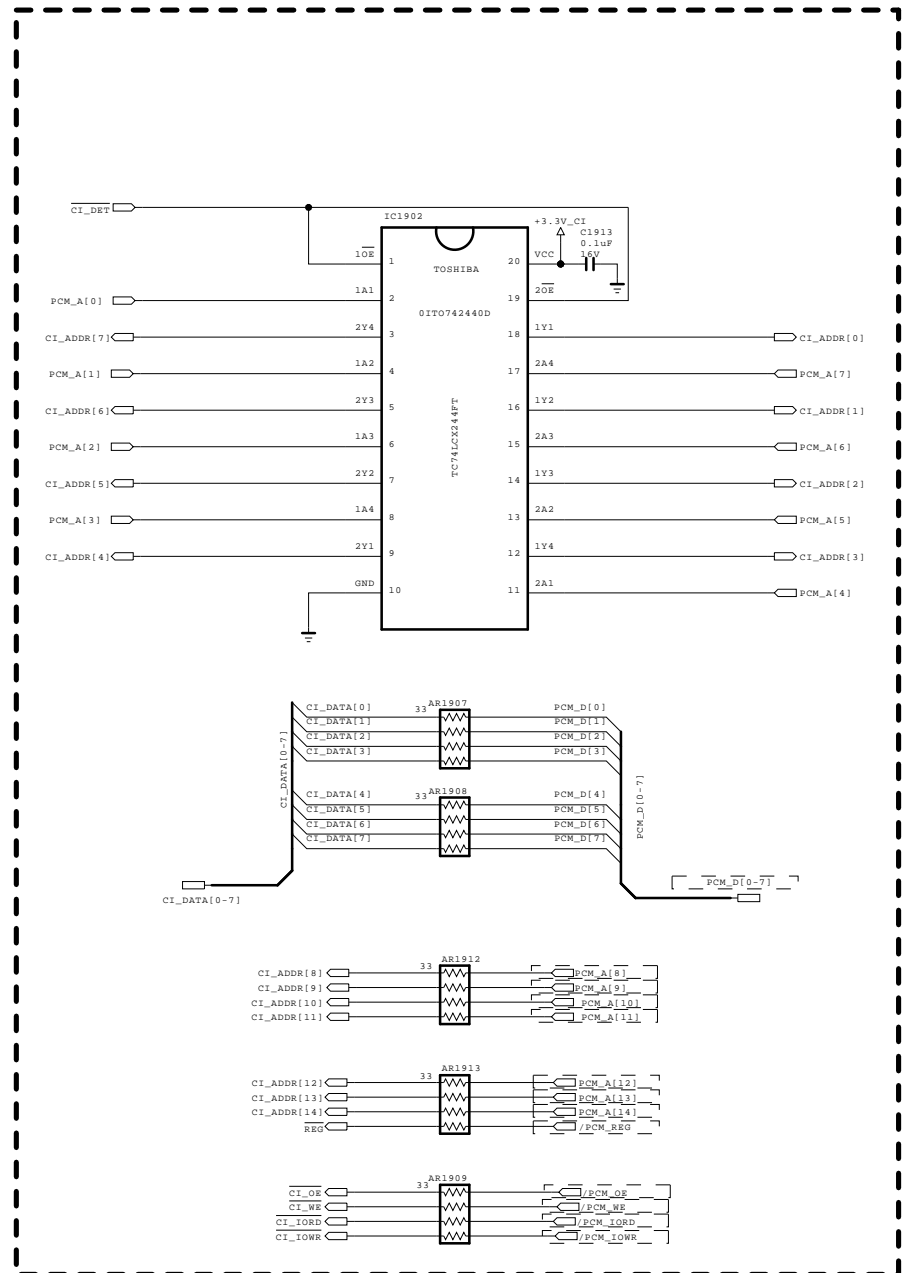 CI_DET
IC1902
+3.3V_CI
C1913
0.1uF
16V
1OE 1 TOSHIBA 20 VCC
1A1 2 19 2OE
PCM_A[0]
0ITO742440D
CI_ADDR[7] 2Y4 3 18 1Y1 CI_ADDR[0]
PCM_A[1] 1A2 4 17 2A4 PCM_A[7]
CI_ADDR[6] 2Y3 5 16 1Y2 CI_ADDR[1]
PCM_A[2] 1A3 6 15 2A3 PCM_A[6]
TC74LCX244FT
CI_ADDR[5] 2Y2 7 14 1Y3 CI_ADDR[2]
PCM_A[3] 1A4 8 13 2A2 PCM_A[5]
CI_ADDR[4] 2Y1 9 12 1Y4 CI_ADDR[3]
GND 10 11 2A1 PCM_A[4]
33 AR1907
CI_DATA[0] PCM_D[0]
CI_DATA[1] PCM_D[1]
CI_DATA[2] PCM_D[2]
CI_DATA[3] PCM_D[3]
CI_DATA[0-7]
PCM_D[0-7]
33 AR1908
CI_DATA[4] PCM_D[4]
CI_DATA[5] PCM_D[5]
CI_DATA[6] PCM_D[6]
CI_DATA[7] PCM_D[7]
CI_DATA[0-7]
PCM_D[0-7]
33 AR1912
CI_ADDR[8] PCM_A[8]
CI_ADDR[9] PCM_A[9]
CI_ADDR[10] PCM_A[10]
CI_ADDR[11] PCM_A[11]
33 AR1913
CI_ADDR[12] PCM_A[12]
CI_ADDR[13] PCM_A[13]
CI_ADDR[14] PCM_A[14]
REG /PCM_REG
33 AR1909
CI_OE /PCM_OE
CI_WE /PCM_WE
CI_IORD /PCM_IORD
CI_IOWR /PCM_IOWR